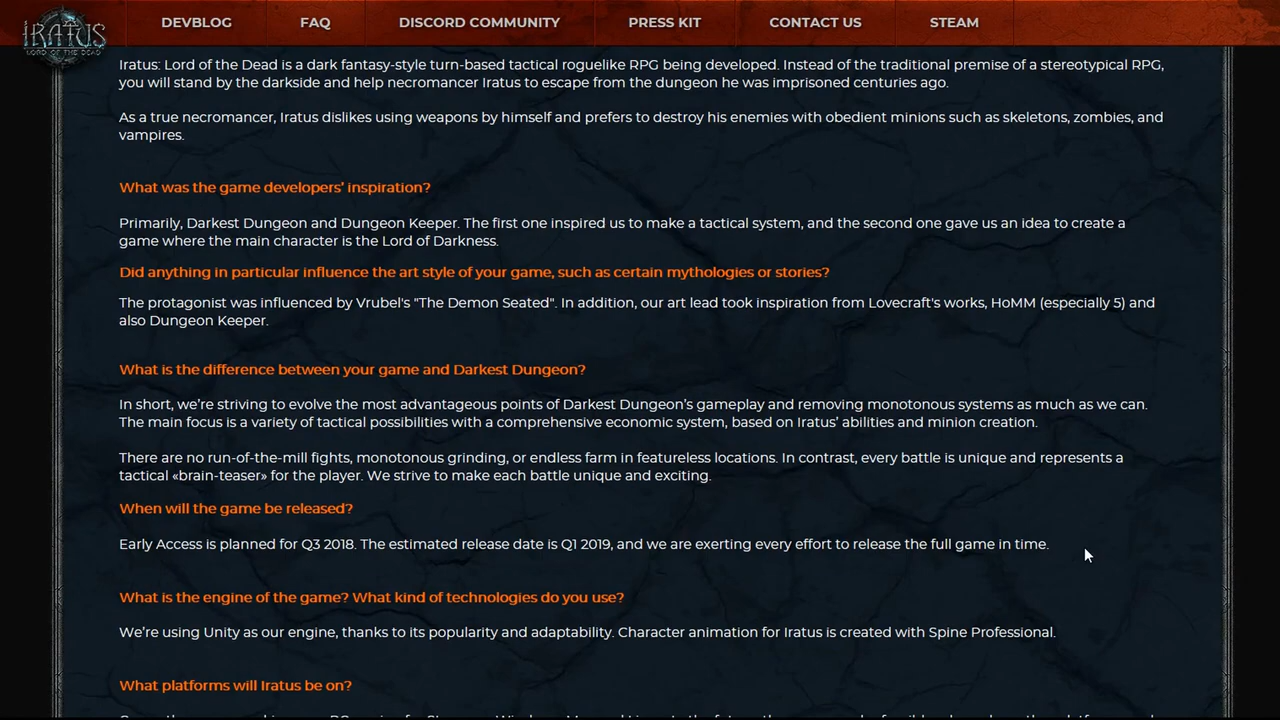 IRATUS
LORD OF THE DEAD
DEVBLOG FAQ DISCORD COMMUNITY PRESS KIT CONTACT US STEAM
Iratus: Lord of the Dead is a dark fantasy-style turn-based tactical roguelike RPG being developed. Instead of the traditional premise of a stereotypical RPG,
you will stand by the darkside and help necromancer Iratus to escape from the dungeon he was imprisoned centuries ago.
As a true necromancer, Iratus dislikes using weapons by himself and prefers to destroy his enemies with obedient minions such as skeletons, zombies, and
vampires.
What was the game developers’ inspiration?
Primarily, Darkest Dungeon and Dungeon Keeper. The first one inspired us to make a tactical system, and the second one gave us an idea to create a
game where the main character is the Lord of Darkness.
Did anything in particular influence the art style of your game, such as certain mythologies or stories?
The protagonist was influenced by Vrubel's "The Demon Seated". In addition, our art lead took inspiration from Lovecraft's works, HoMM (especially 5) and
also Dungeon Keeper.
What is the difference between your game and Darkest Dungeon?
In short, we’re striving to evolve the most advantageous points of Darkest Dungeon’s gameplay and removing monotonous systems as much as we can.
The main focus is a variety of tactical possibilities with a comprehensive economic system, based on Iratus’ abilities and minion creation.
There are no run-of-the-mill fights, monotonous grinding, or endless farm in featureless locations. In contrast, every battle is unique and represents a
tactical «brain-teaser» for the player. We strive to make each battle unique and exciting.
When will the game be released?
Early Access is planned for Q3 2018. The estimated release date is Q1 2019, and we are exerting every effort to release the full game in time.
What is the engine of the game? What kind of technologies do you use?
We’re using Unity as our engine, thanks to its popularity and adaptability. Character animation for Iratus is created with Spine Professional.
What platforms will Iratus be on?